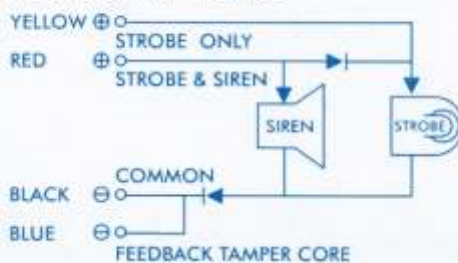 YELLOW ⊕
STROBE ONLY
RED ⊕
STROBE & SIREN
SIREN
STROBE
COMMON
BLACK ⊖
BLUE ⊖
FEEDBACK TAMPER CORE